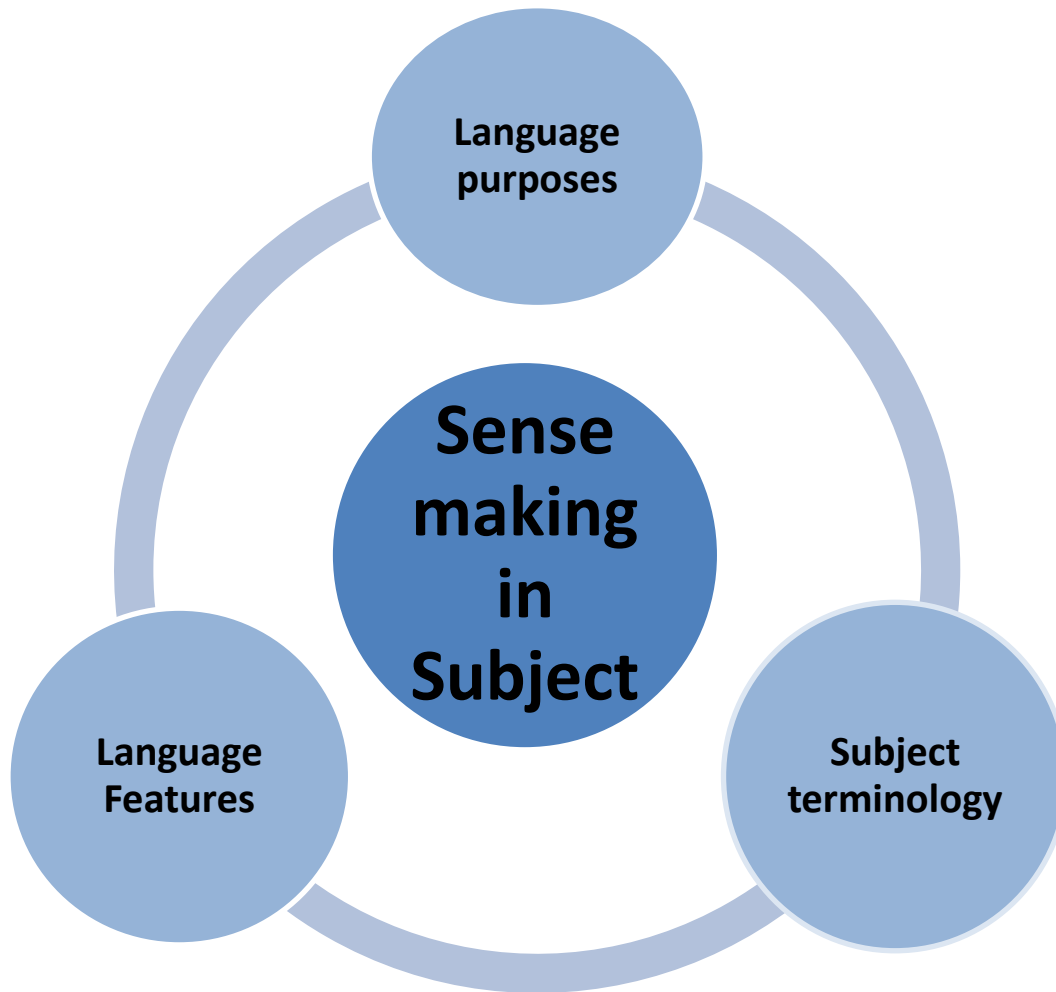 Language
purposes
Sense
making
in
Subject
Language
Features
Subject
terminology